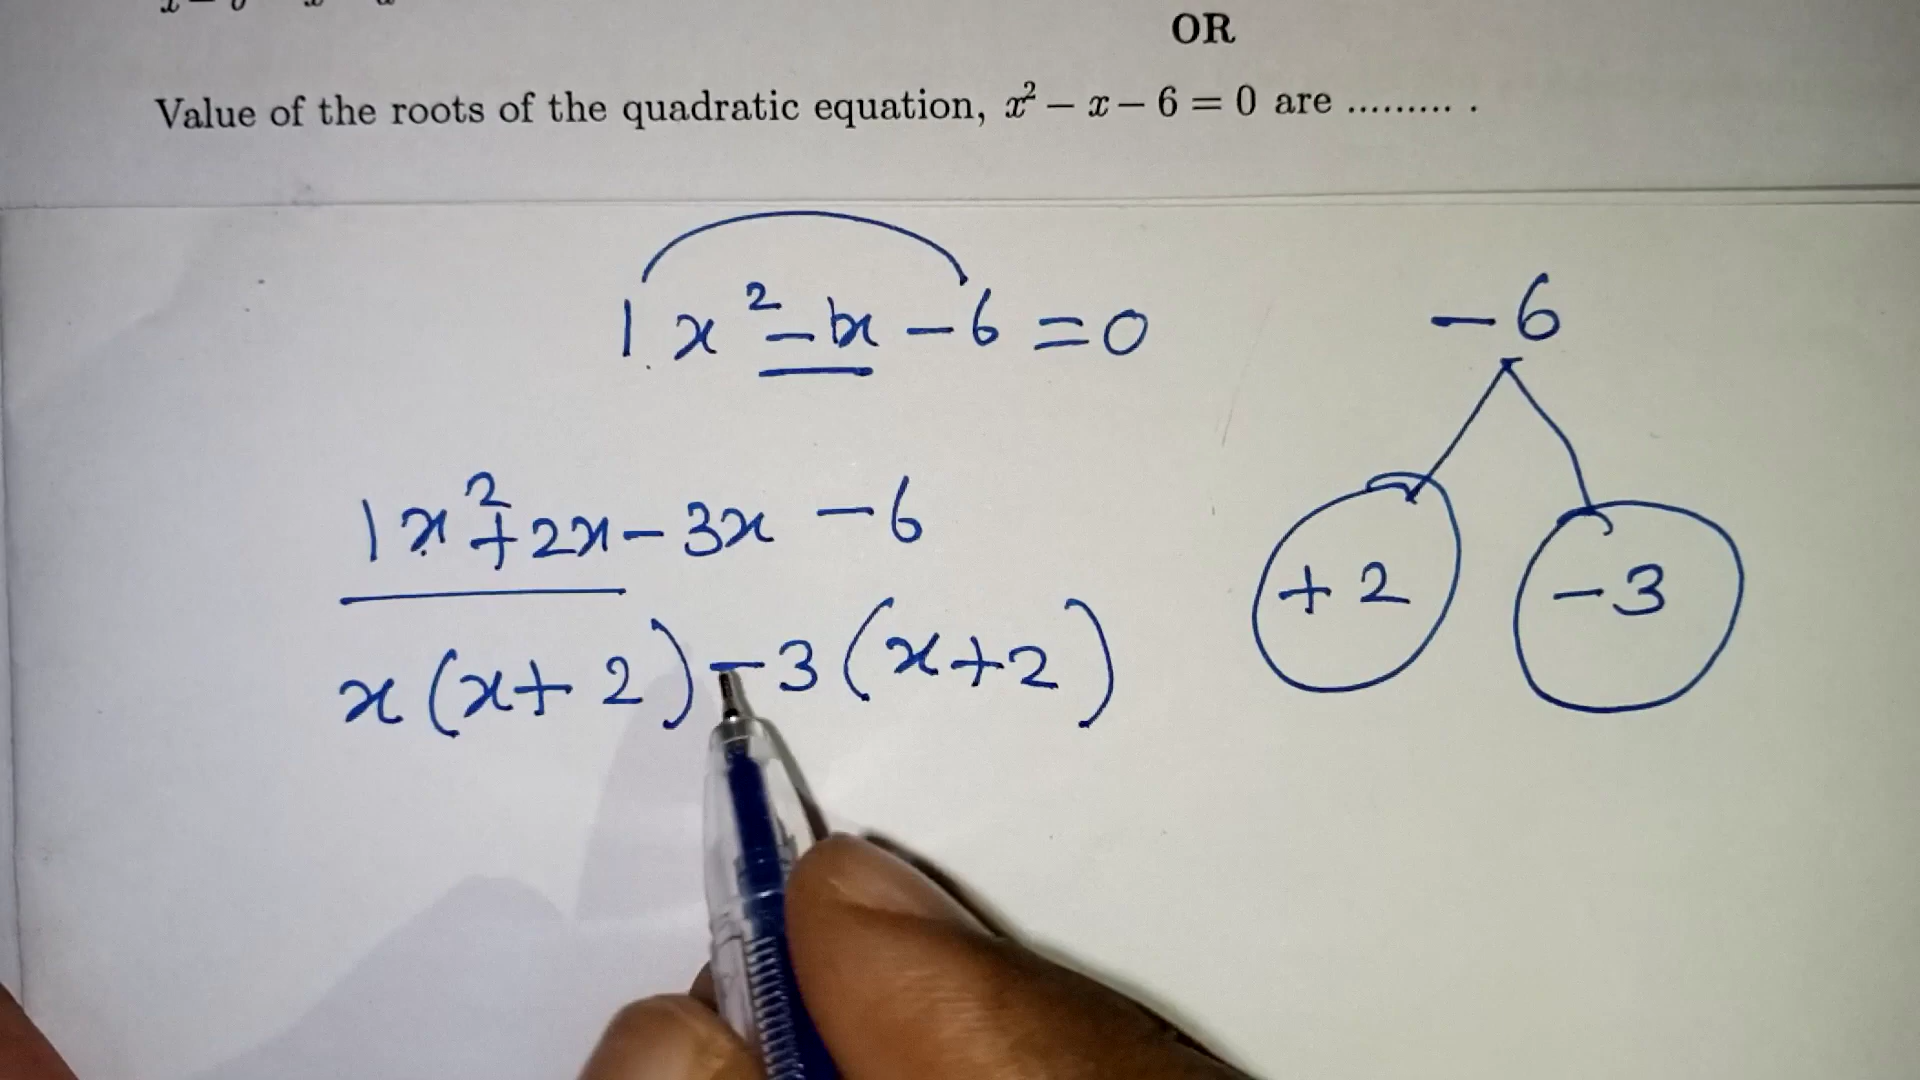 OR
Value of the roots of the quadratic equation, x² − x − 6 = 0 are ......... .
1x² − 1x − 6 = 0
− 6
1x² + 2x − 3x − 6
+ 2
− 3
x (x + 2) − 3 (x + 2)